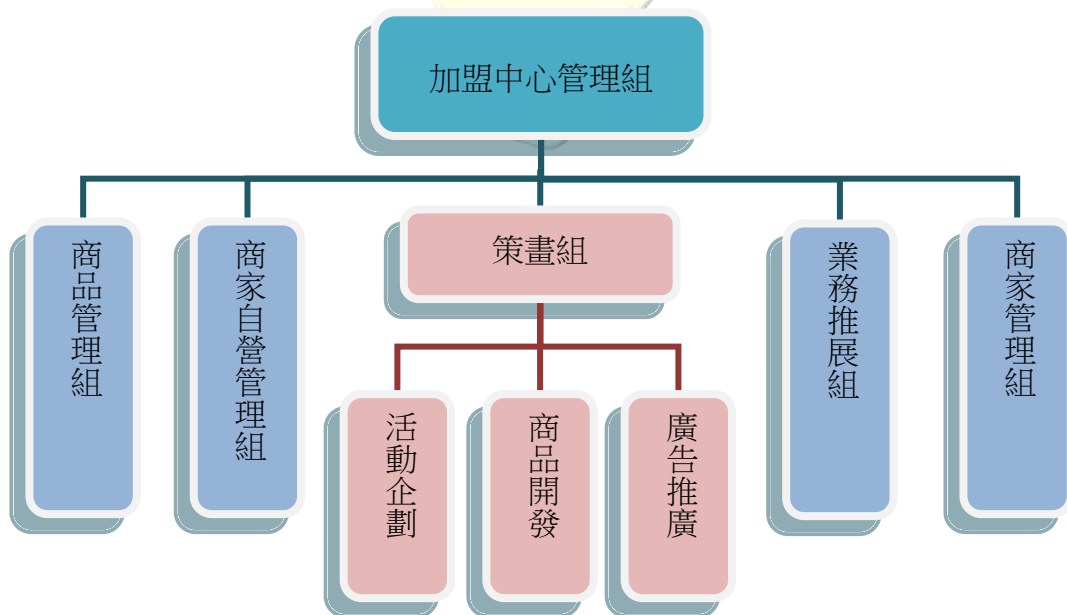 加盟中心管理組
商品管理組
商家自營管理組
策畫組
業務推展組
商家管理組
活動企劃
商品開發
廣告推廣